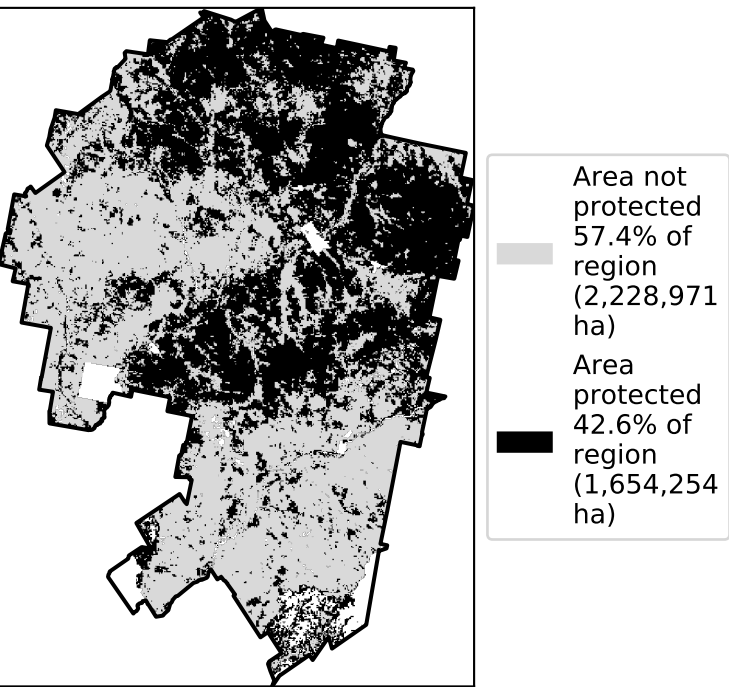 Area not
protected
57.4% of
region
(2,228,971
ha)
Area
protected
42.6% of
region
(1,654,254
ha)